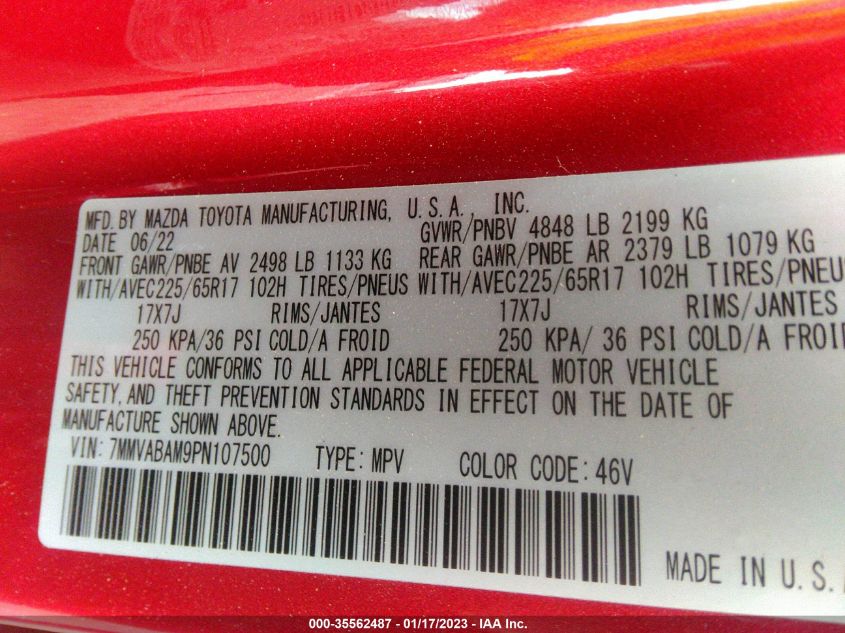 MFD. BY MAZDA TOYOTA MANUFACTURING, U.S.A., INC.
DATE 06/22 GVWR/PNBV 4848 LB 2199 KG
FRONT GAWR/PNBE AV 2498 LB 1133 KG REAR GAWR/PNBE AR 2379 LB 1079 KG
WITH/AVEC225/65R17 102H TIRES/PNEUS WITH/AVEC225/65R17 102H TIRES/PNEUS
17X7J RIMS/JANTES 17X7J RIMS/JANTES
250 KPA/36 PSI COLD/A FROID 250 KPA/ 36 PSI COLD/A FROI
THIS VEHICLE CONFORMS TO ALL APPLICABLE FEDERAL MOTOR VEHICLE
SAFETY, AND THEFT PREVENTION STANDARDS IN EFFECT ON THE DATE OF
MANUFACTURE SHOWN ABOVE.
VIN: 7MMVABAM9PN107500 TYPE: MPV COLOR CODE: 46V
MADE IN U.S.
000-35562487 - 01/17/2023 - IAA Inc.